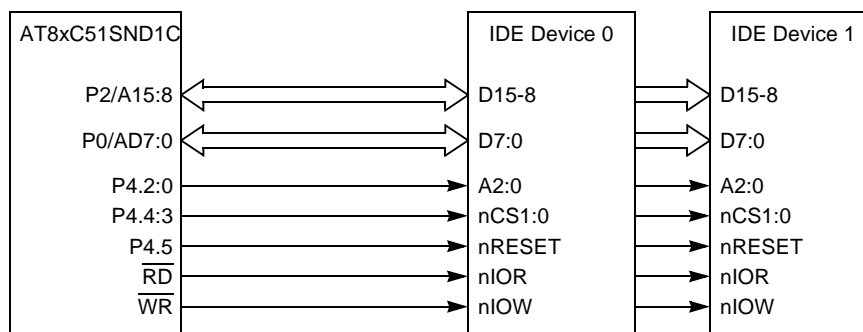 AT8xC51SND1C IDE Device 0 IDE Device 1
P2/A15:8 D15-8 D15-8
P0/AD7:0 D7:0 D7:0
P4.2:0 A2:0 A2:0
P4.4:3 nCS1:0 nCS1:0
P4.5 nRESET nRESET
RD nIOR nIOR
WR nIOW nIOW